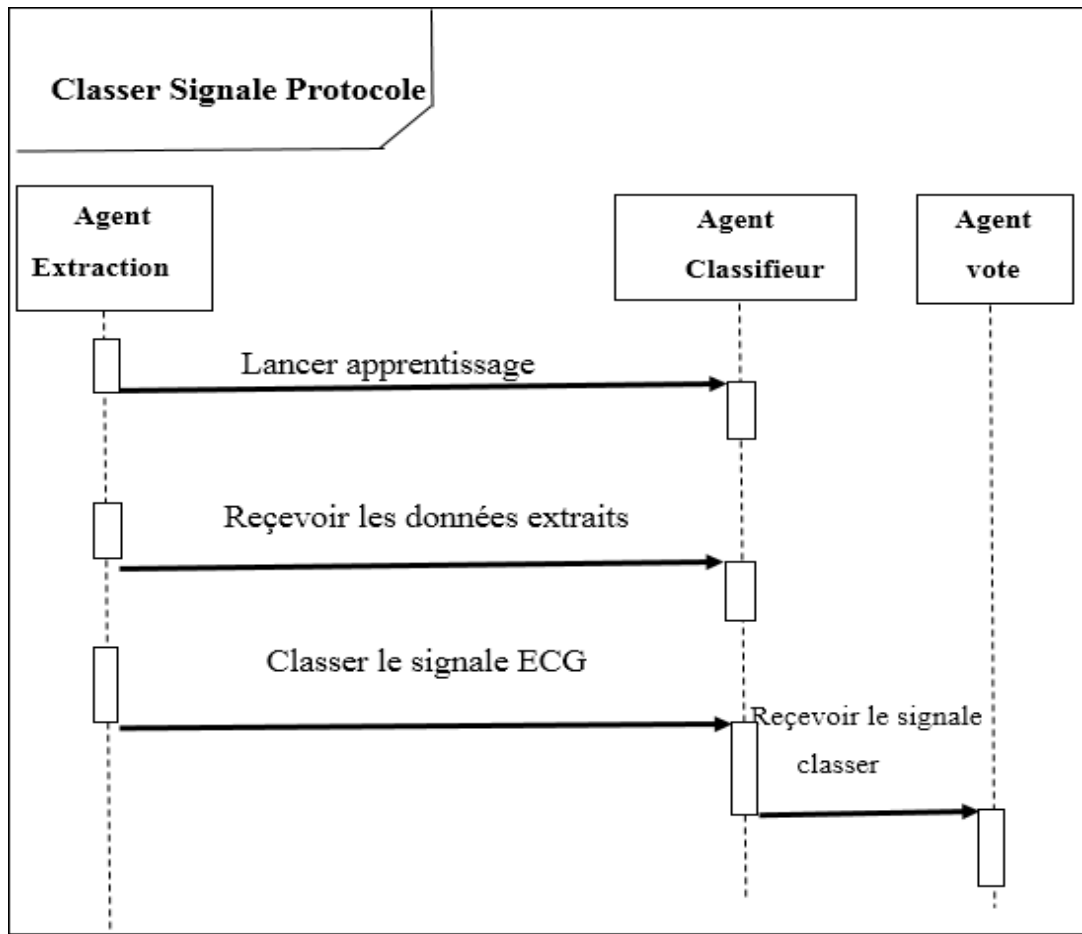 Classer Signale Protocole
Agent
Extraction
Agent
Classifieur
Agent
vote
Lancer apprentissage
Reçevoir les données extraits
Classer le signale ECG
Reçevoir le signale
classer